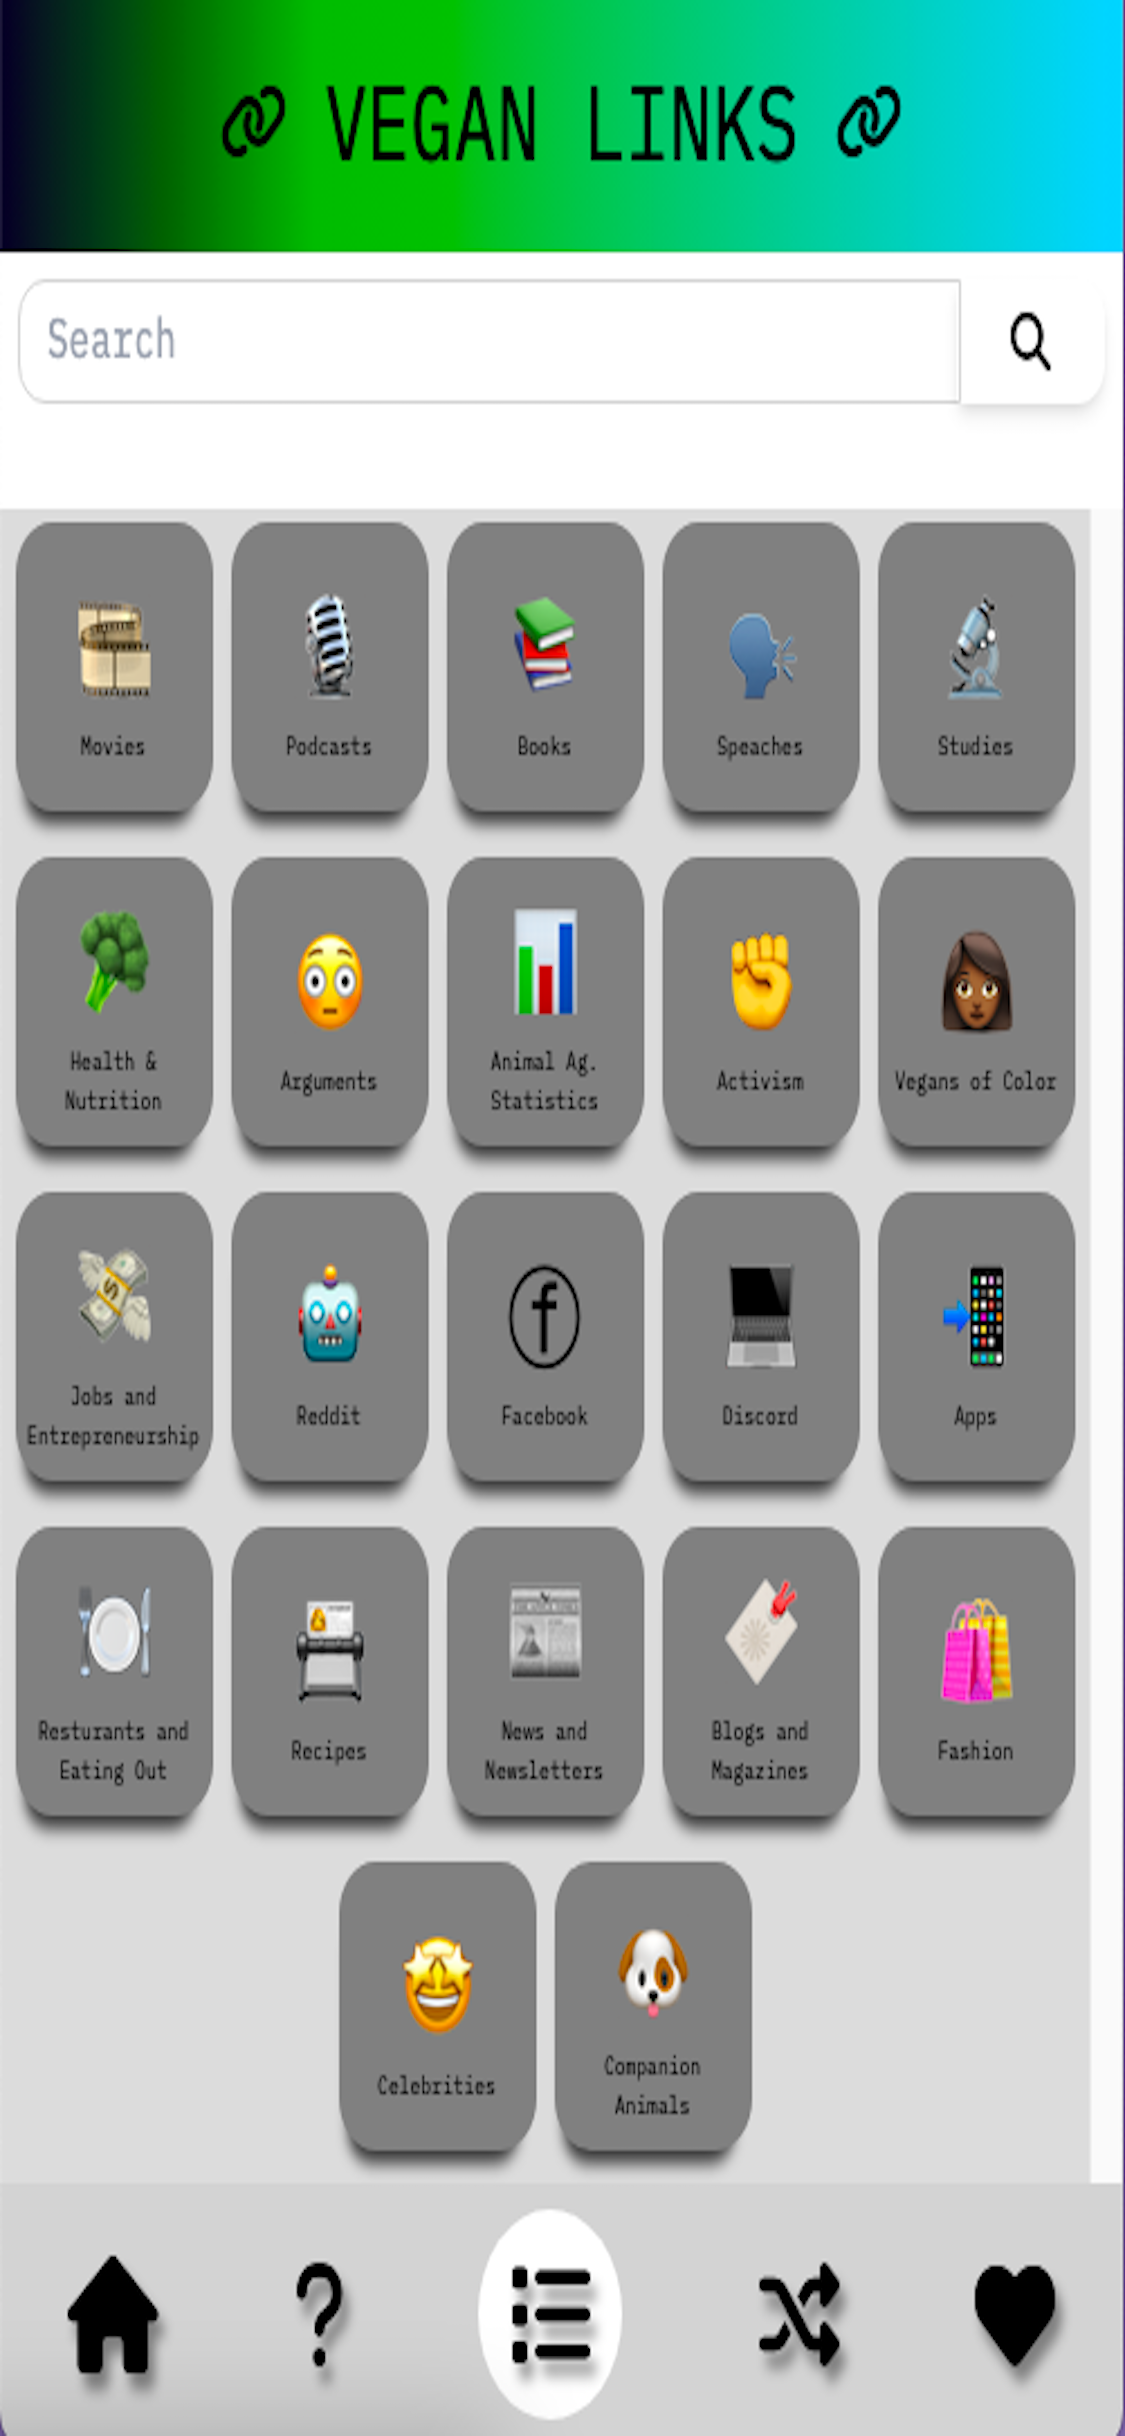 VEGAN LINKS
Search
Movies
Podcasts
Books
Speaches
Studies
Health &
Nutrition
Arguments
Animal Ag.
Statistics
Activism
Vegans of Color
Jobs and
Entrepreneurship
Reddit
Facebook
Discord
Apps
Resturants and
Eating Out
Recipes
News and
Newsletters
Blogs and
Magazines
Fashion
Celebrities
Companion
Animals